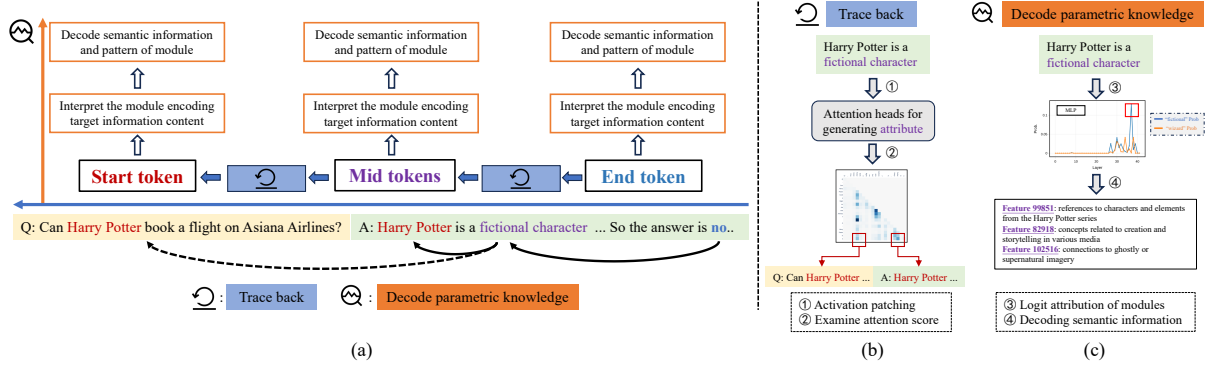 Decode semantic information
and pattern of module
Decode semantic information
and pattern of module
Decode semantic information
and pattern of module
Interpret the module encoding
target information content
Interpret the module encoding
target information content
Interpret the module encoding
target information content
Start token
Mid tokens
End token
Q: Can Harry Potter book a flight on Asiana Airlines?
A: Harry Potter is a fictional character ... So the answer is no..
: Trace back
: Decode parametric knowledge
(a)
Trace back
Harry Potter is a
fictional character
①
Attention heads for
generating attribute
②
Q: Can Harry Potter ...
A: Harry Potter ...
① Activation patching
② Examine attention score
(b)
Decode parametric knowledge
Harry Potter is a
fictional character
③
MLP
"fictional" Prob
"wizard" Prob
Layer
④
Feature 99851: references to characters and elements
from the Harry Potter series
Feature 82918: concepts related to creation and
storytelling in various media
Feature 102516: connections to ghostly or
supernatural imagery
③ Logit attribution of modules
④ Decoding semantic information
(c)